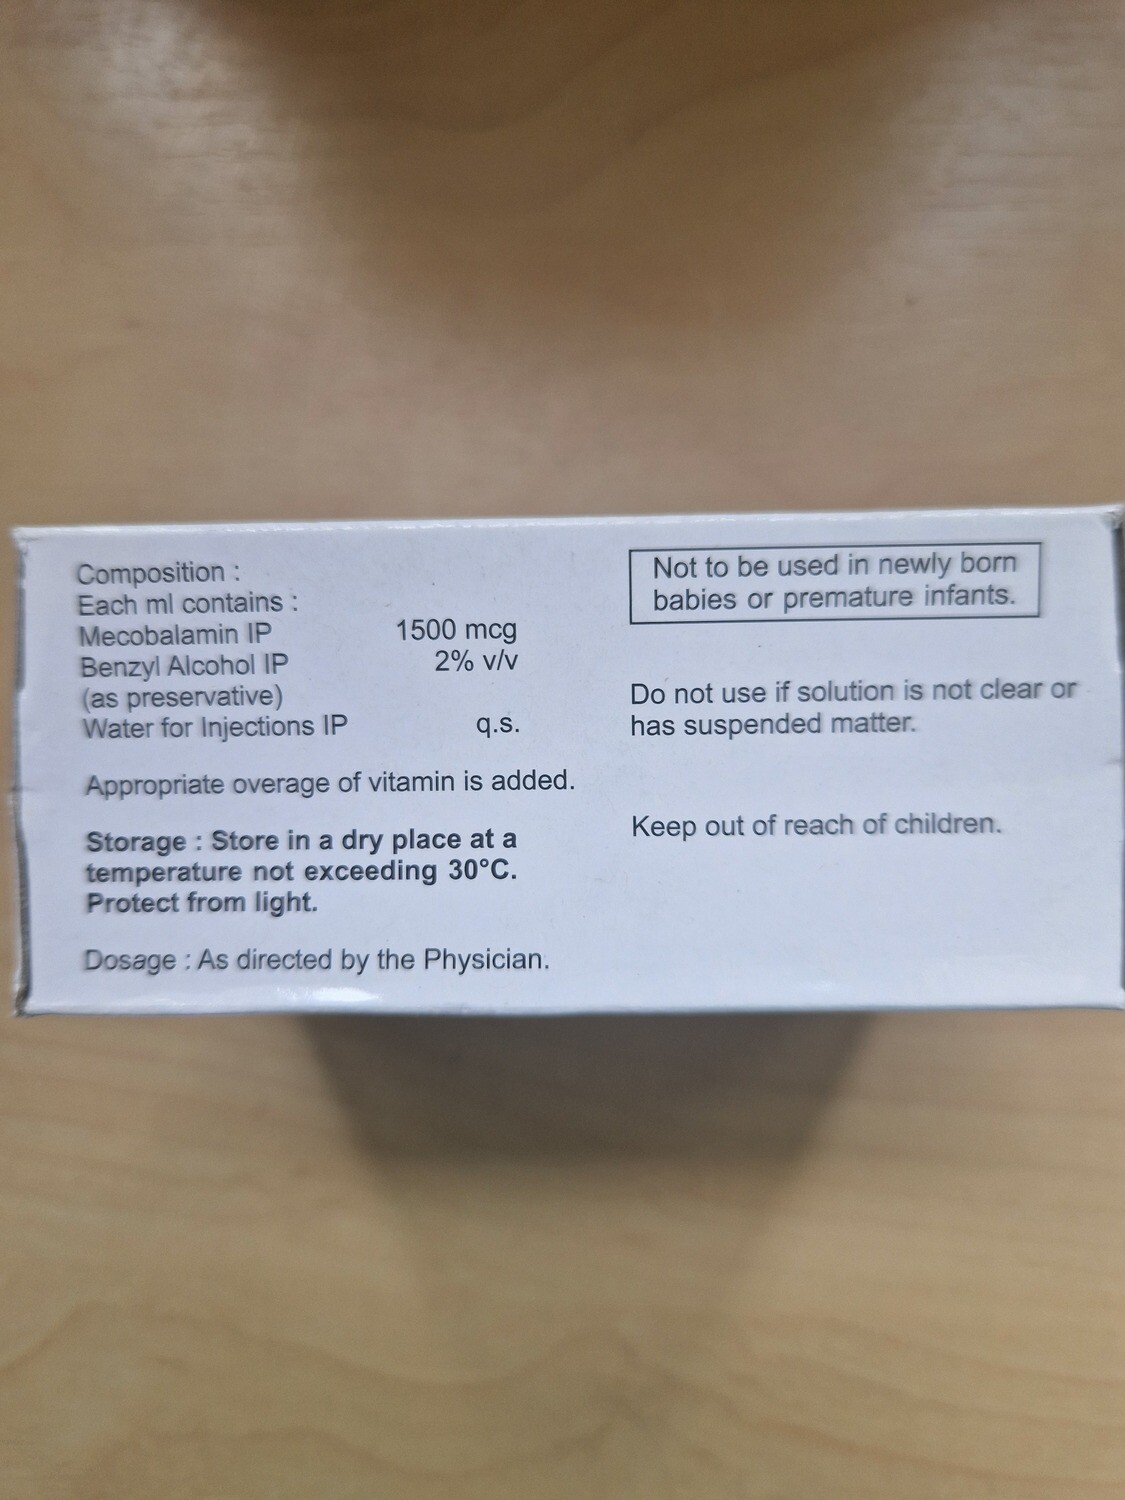 Composition :
Each ml contains :
Mecobalamin IP 1500 mcg
Benzyl Alcohol IP 2% v/v
(as preservative)
Water for Injections IP q.s.
Appropriate overage of vitamin is added.
Storage : Store in a dry place at a
temperature not exceeding 30°C.
Protect from light.
Dosage : As directed by the Physician.
Not to be used in newly born
babies or premature infants.
Do not use if solution is not clear or
has suspended matter.
Keep out of reach of children.